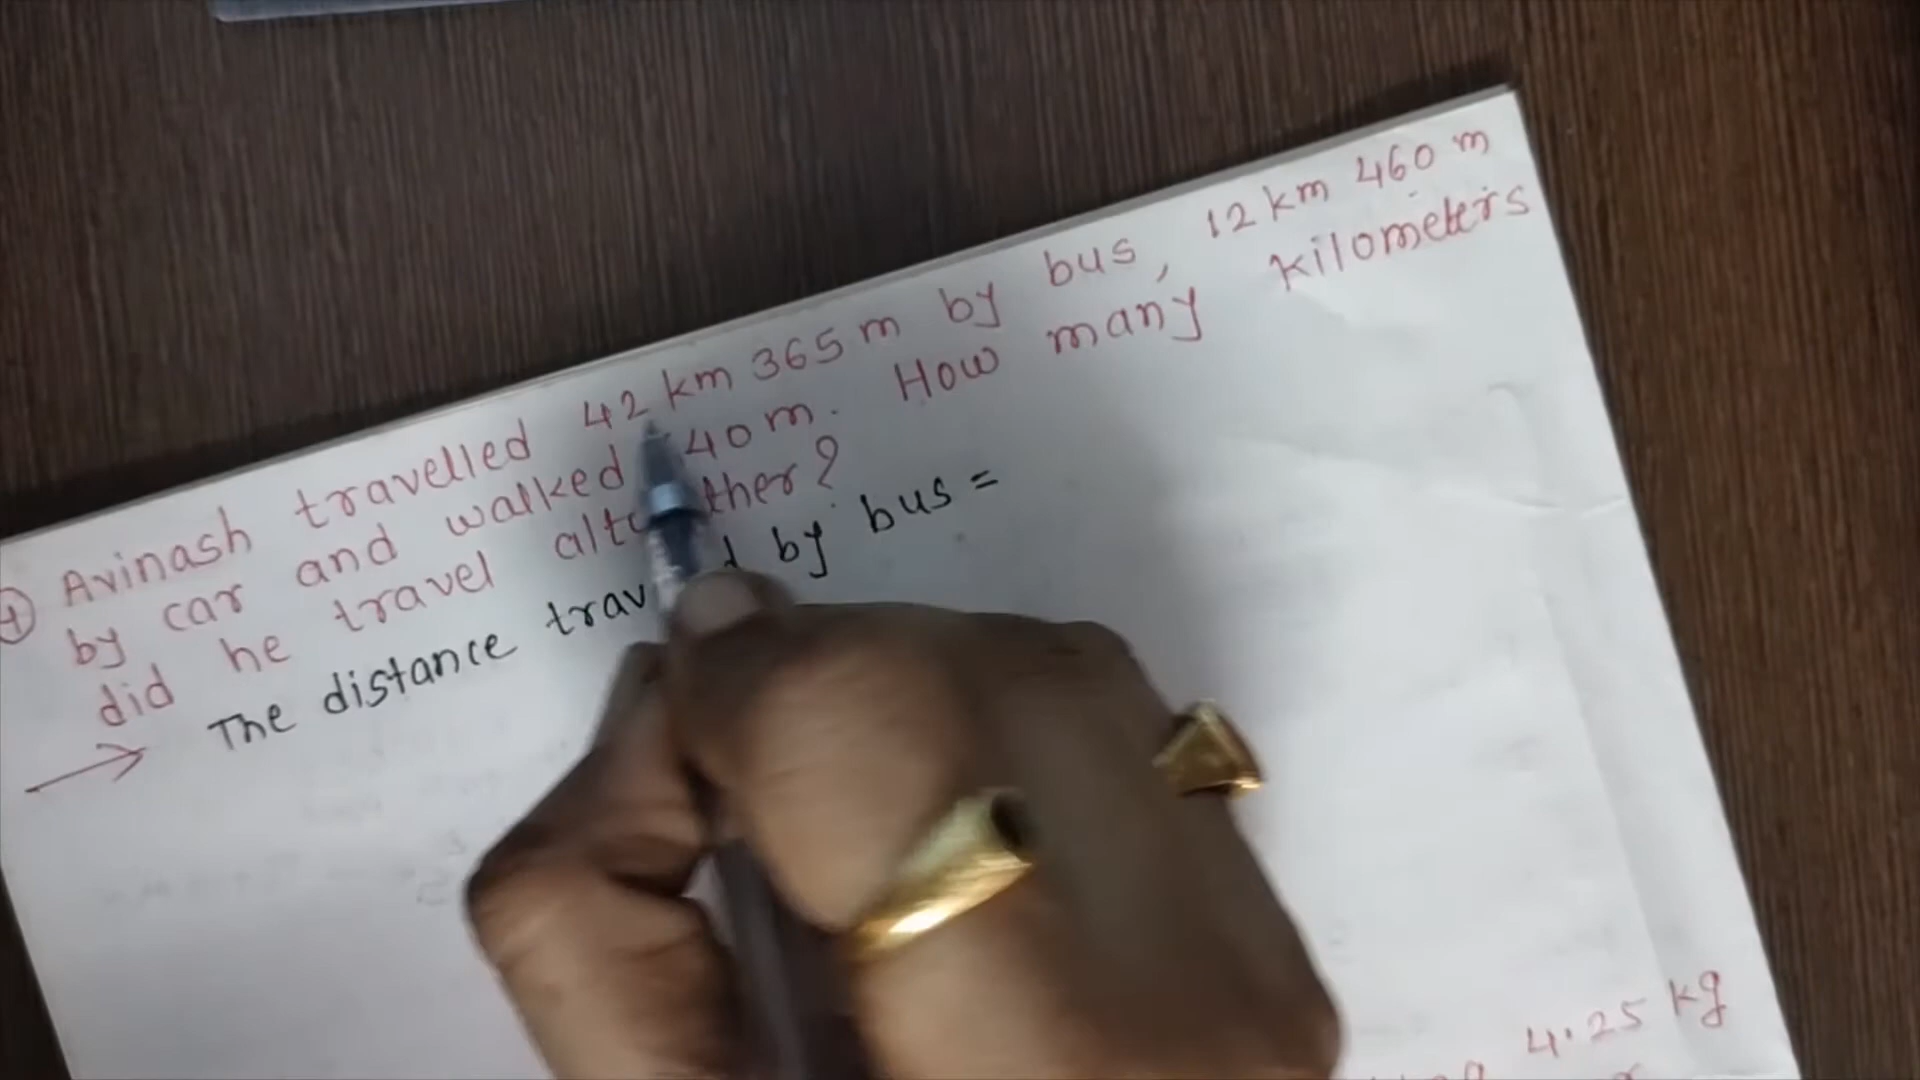 ④ Avinash travelled 42 km 365 m by bus, 12 km 460 m
by car and walked 40 m. How many kilometers
did he travel ther?
→ The distance by bus =
4.25 kg